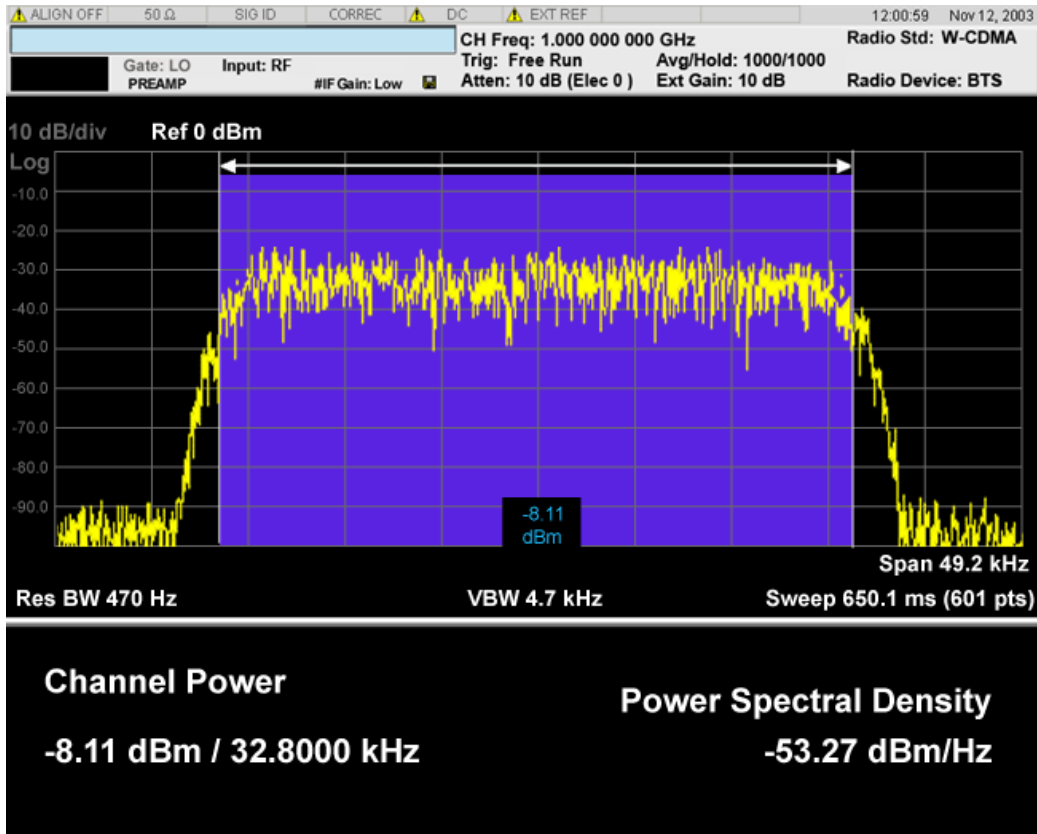 ALIGN OFF 50 Ω SIG ID CORREC DC EXT REF 12:00:59 Nov 12, 2003
CH Freq: 1.000 000 000 GHz Radio Std: W-CDMA
Gate: LO Input: RF Trig: Free Run Avg/Hold: 1000/1000
PREAMP #IF Gain: Low Atten: 10 dB (Elec 0 ) Ext Gain: 10 dB Radio Device: BTS
10 dB/div Ref 0 dBm
Log
-10.0
-20.0
-30.0
-40.0
-50.0
-60.0
-70.0
-80.0
-90.0
-8.11
dBm
Span 49.2 kHz
Res BW 470 Hz VBW 4.7 kHz Sweep 650.1 ms (601 pts)
Channel Power
Power Spectral Density
-8.11 dBm / 32.8000 kHz -53.27 dBm/Hz